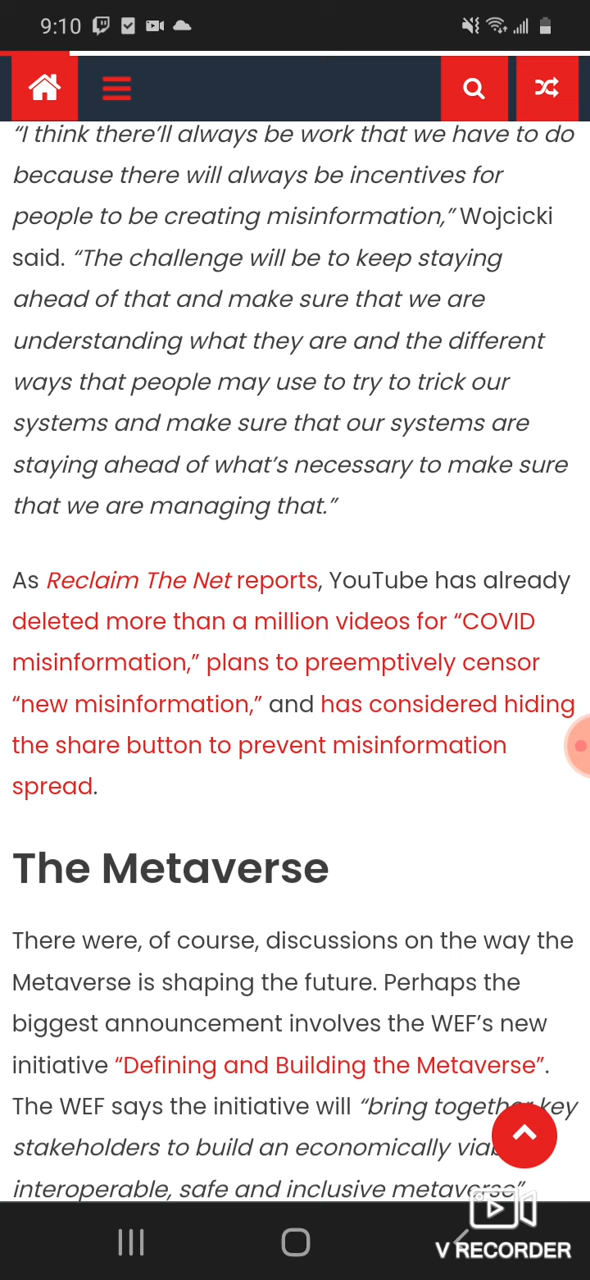 9:10
“I think there’ll always be work that we have to do
because there will always be incentives for
people to be creating misinformation,” Wojcicki
said. “The challenge will be to keep staying
ahead of that and make sure that we are
understanding what they are and the different
ways that people may use to try to trick our
systems and make sure that our systems are
staying ahead of what’s necessary to make sure
that we are managing that.”
As Reclaim The Net reports, YouTube has already
deleted more than a million videos for “COVID
misinformation,” plans to preemptively censor
“new misinformation,” and has considered hiding
the share button to prevent misinformation
spread.
The Metaverse
There were, of course, discussions on the way the
Metaverse is shaping the future. Perhaps the
biggest announcement involves the WEF’s new
initiative “Defining and Building the Metaverse”.
The WEF says the initiative will “bring together key
stakeholders to build an economically
interoperable, safe and inclusive metaverse”
V RECORDER